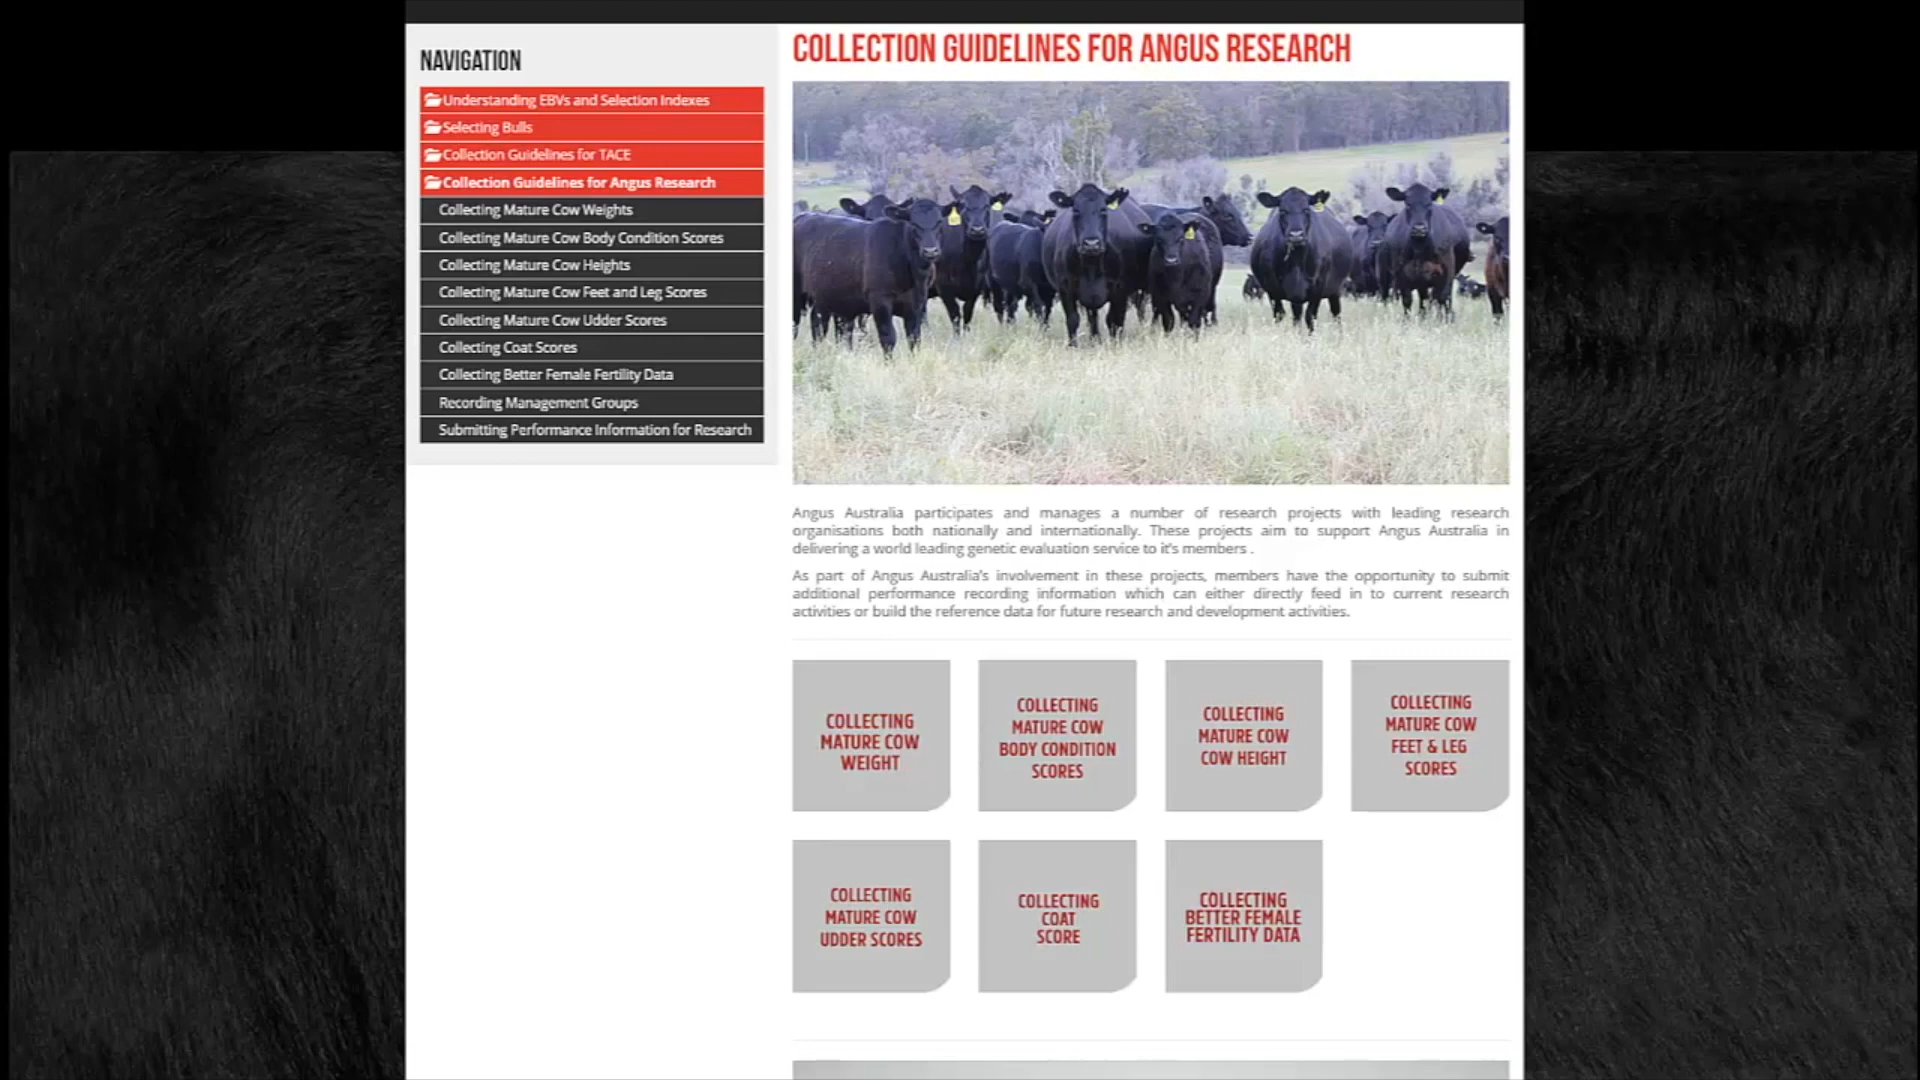 NAVIGATION
Understanding EBVs and Selection Indexes
Selecting Bulls
Collection Guidelines for TACE
Collection Guidelines for Angus Research
Collecting Mature Cow Weights
Collecting Mature Cow Body Condition Scores
Collecting Mature Cow Heights
Collecting Mature Cow Feet and Leg Scores
Collecting Mature Cow Udder Scores
Collecting Coat Scores
Collecting Better Female Fertility Data
Recording Management Groups
Submitting Performance Information for Research
COLLECTION GUIDELINES FOR ANGUS RESEARCH
Angus Australia participates and manages a number of research projects with leading research
organisations both nationally and internationally. These projects aim to support Angus Australia in
delivering a world leading genetic evaluation service to it's members .
As part of Angus Australia's involvement in these projects, members have the opportunity to submit
additional performance recording information which can either directly feed in to current research
activities or build the reference data for future research and development activities.
COLLECTING
MATURE COW
WEIGHT
COLLECTING
MATURE COW
BODY CONDITION
SCORES
COLLECTING
MATURE COW
COW HEIGHT
COLLECTING
MATURE COW
FEET & LEG
SCORES
COLLECTING
MATURE COW
UDDER SCORES
COLLECTING
COAT
SCORE
COLLECTING
BETTER FEMALE
FERTILITY DATA